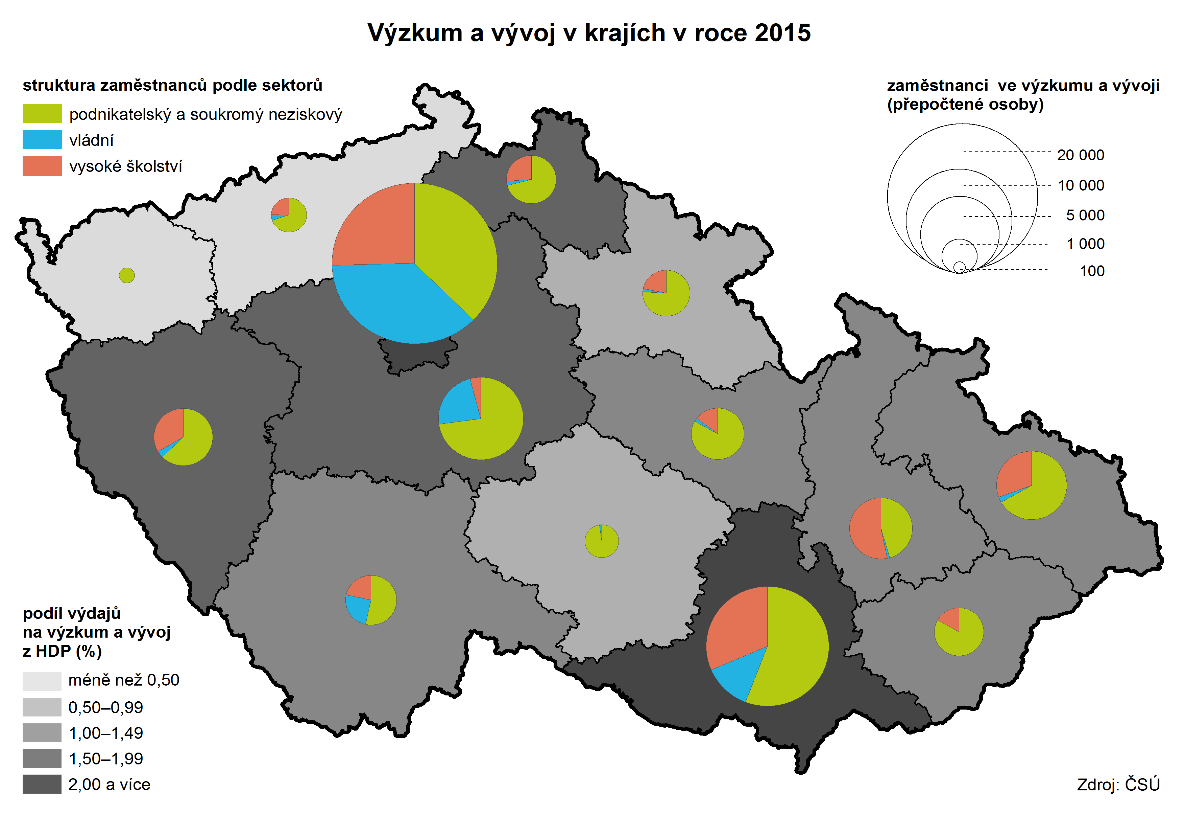 Výzkum a vývoj v krajích v roce 2015
struktura zaměstnanců podle sektorů
podnikatelský a soukromý neziskový
vládní
vysoké školství
zaměstnanci ve výzkumu a vývoji
(přepočtené osoby)
20 000
10 000
5 000
1 000
100
podíl výdajů
na výzkum a vývoj
z HDP (%)
méně než 0,50
0,50–0,99
1,00–1,49
1,50–1,99
2,00 a více
Zdroj: ČSÚ